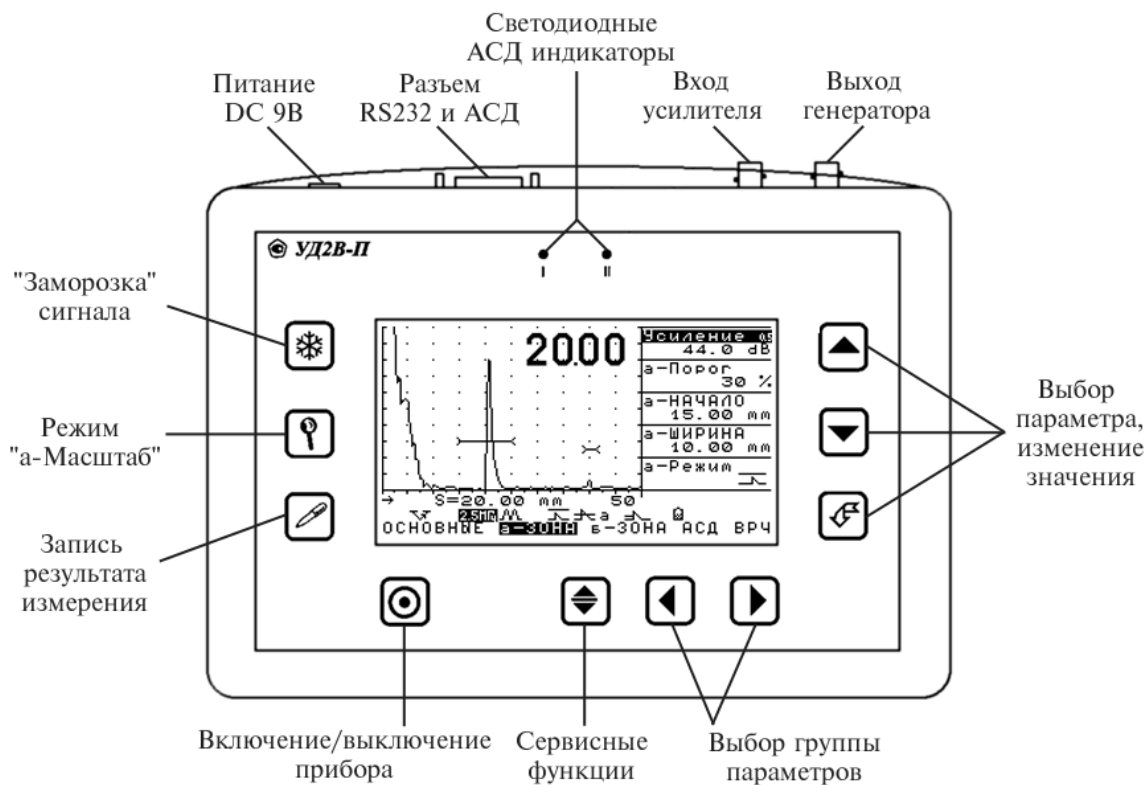 Светодиодные
АСД индикаторы
Питание
DC 9В
Разъем
RS232 и АСД
Вход
усилителя
Выход
генератора
УД2В-П
I
II
"Заморозка"
сигнала
Режим
"а-Масштаб"
Запись
результата
измерения
20.00
Усиление 0,5
44.0 dB
а-Порог
30 %
а-НАЧАЛО
15.00 mm
а-ШИРИНА
10.00 mm
а-Режим
S=20.00 mm 50
2.5МГц а
ОСНОВНЫЕ а-ЗОНА Б-ЗОНА АСД ВРЧ
Выбор
параметра,
изменение
значения
Включение/выключение
прибора
Сервисные
функции
Выбор группы
параметров